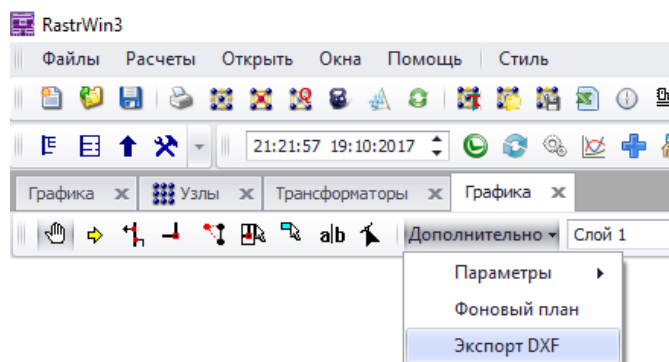 RastrWin3
Файлы Расчеты Открыть Окна Помощь Стиль
21:21:57 19:10:2017
Графика Узлы Трансформаторы Графика
a|b Дополнительно Слой 1
Параметры
Фоновый план
Экспорт DXF